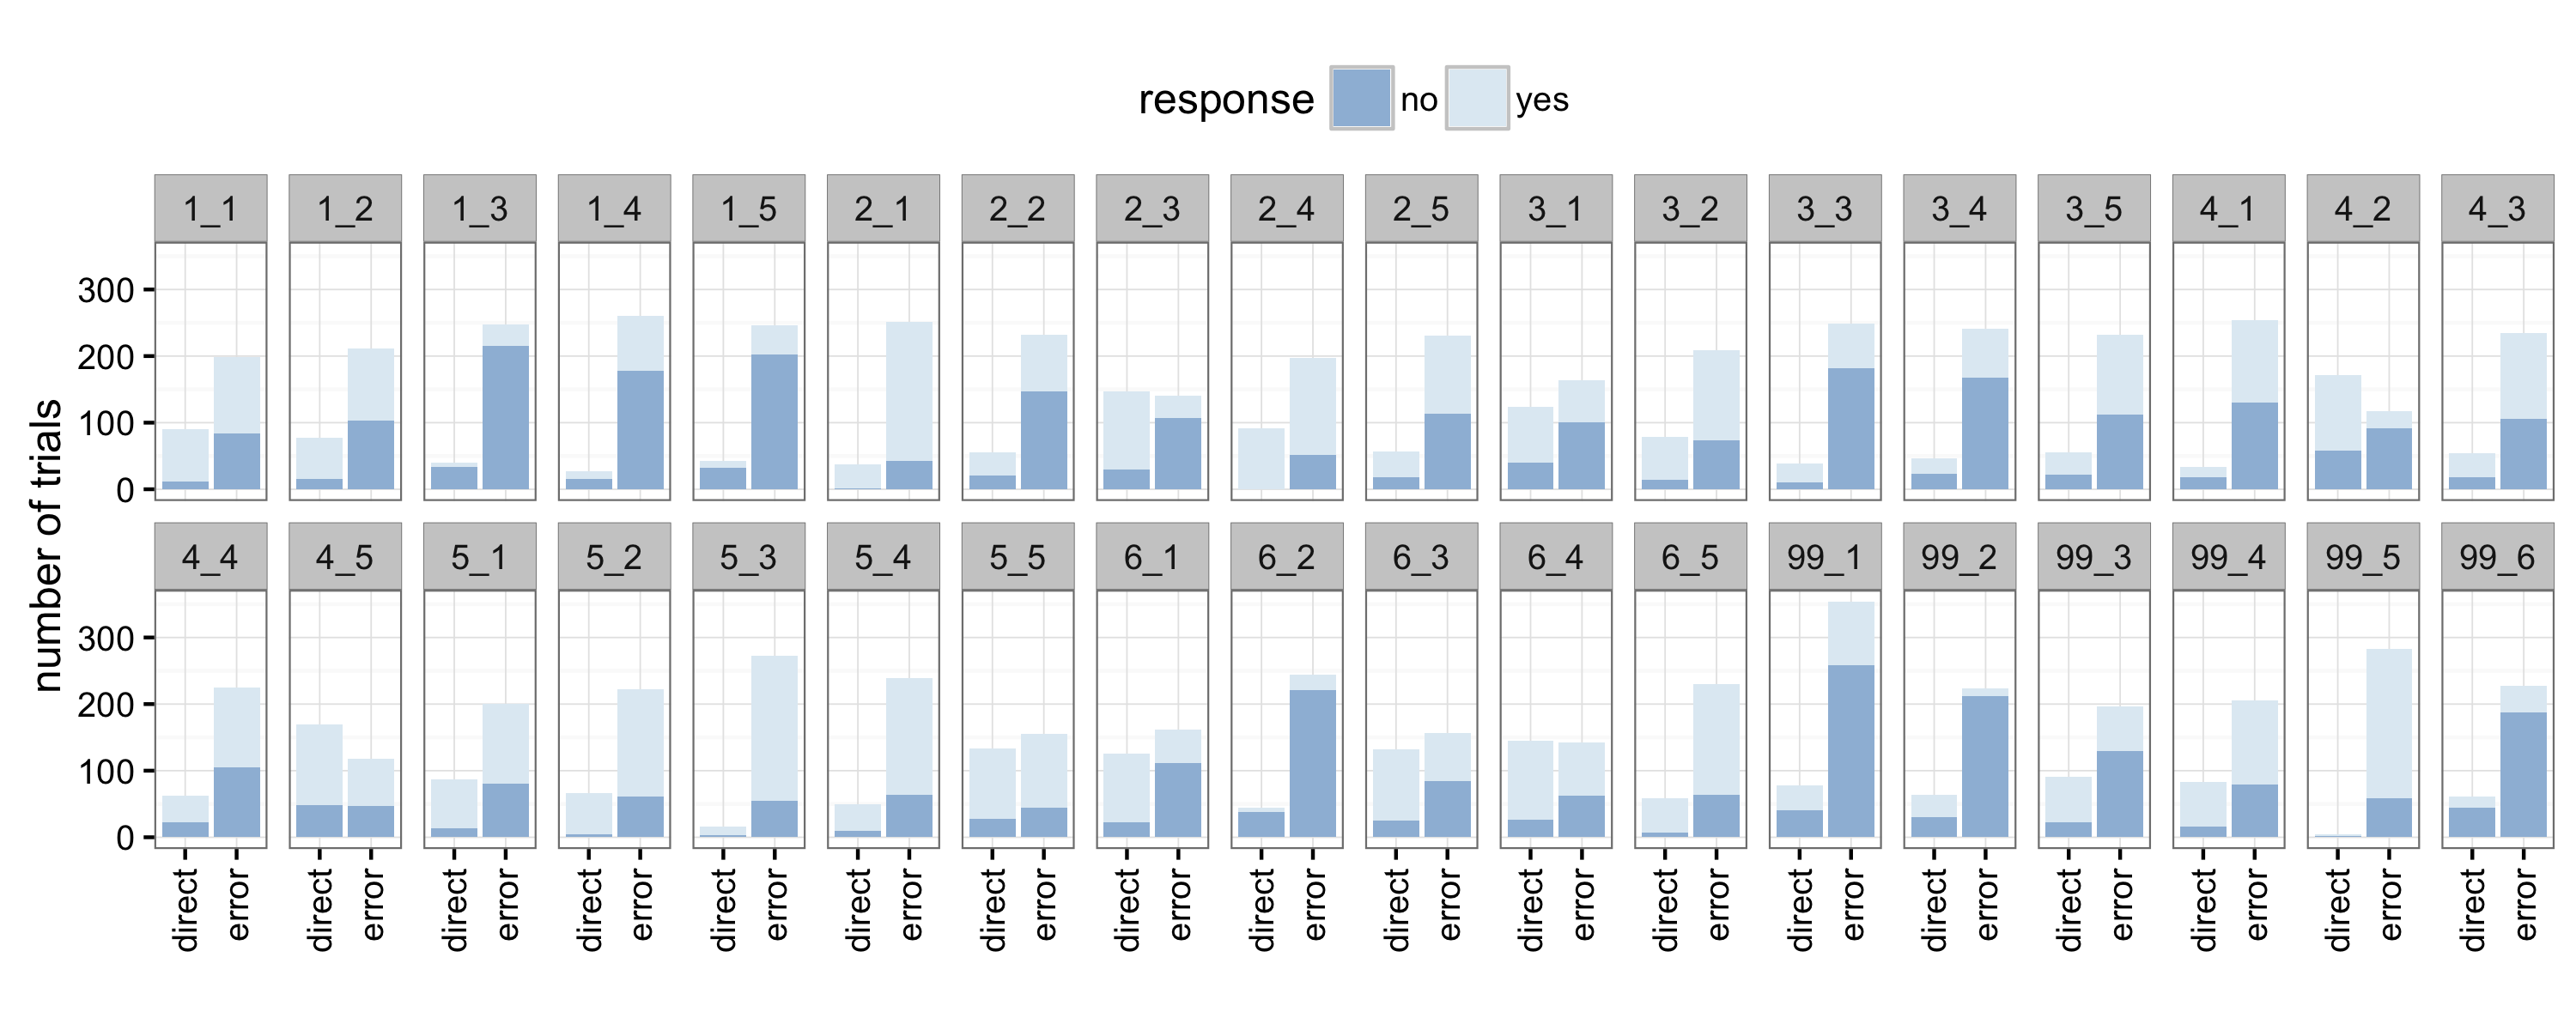 response no yes
1_1 1_2 1_3 1_4 1_5 2_1 2_2 2_3 2_4 2_5 3_1 3_2 3_3 3_4 3_5 4_1 4_2 4_3
300
200
100
0
number of trials
4_4 4_5 5_1 5_2 5_3 5_4 5_5 6_1 6_2 6_3 6_4 6_5 99_1 99_2 99_3 99_4 99_5 99_6
300
200
100
0
direct error direct error direct error direct error direct error direct error direct error direct error direct error direct error direct error direct error direct error direct error direct error direct error direct error direct error